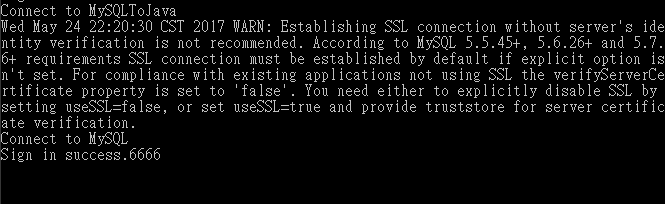 Connect to MySQLToJava
Wed May 24 22:20:30 CST 2017 WARN: Establishing SSL connection without server's ide
ntity verification is not recommended. According to MySQL 5.5.45+, 5.6.26+ and 5.7.
6+ requirements SSL connection must be established by default if explicit option is
n't set. For compliance with existing applications not using SSL the verifyServerCe
rtificate property is set to 'false'. You need either to explicitly disable SSL by
setting useSSL=false, or set useSSL=true and provide truststore for server certific
ate verification.
Connect to MySQL
Sign in success.6666